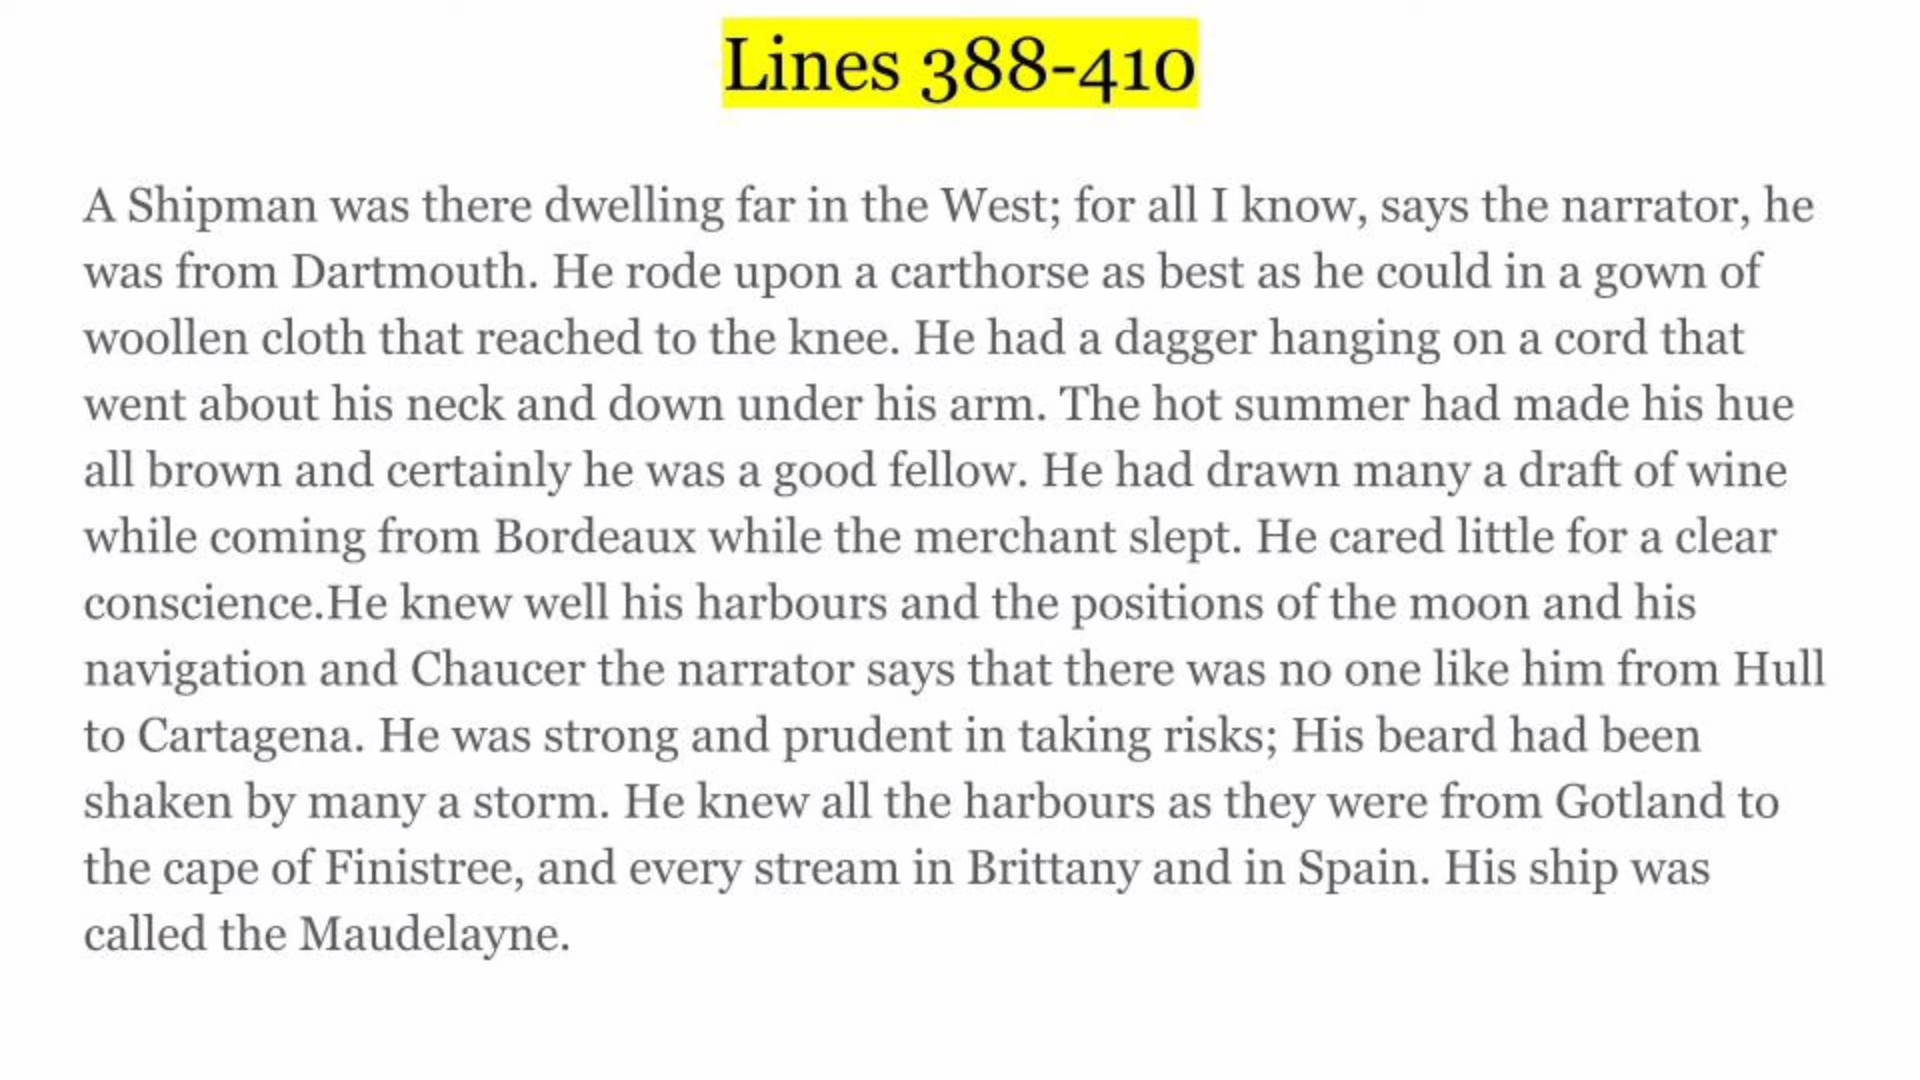 Lines 388-410
A Shipman was there dwelling far in the West; for all I know, says the narrator, he
was from Dartmouth. He rode upon a carthorse as best as he could in a gown of
woollen cloth that reached to the knee. He had a dagger hanging on a cord that
went about his neck and down under his arm. The hot summer had made his hue
all brown and certainly he was a good fellow. He had drawn many a draft of wine
while coming from Bordeaux while the merchant slept. He cared little for a clear
conscience.He knew well his harbours and the positions of the moon and his
navigation and Chaucer the narrator says that there was no one like him from Hull
to Cartagena. He was strong and prudent in taking risks; His beard had been
shaken by many a storm. He knew all the harbours as they were from Gotland to
the cape of Finistree, and every stream in Brittany and in Spain. His ship was
called the Maudelayne.